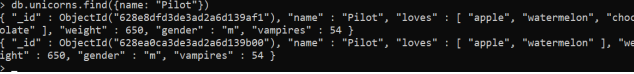 > db.unicorns.find({name: "Pilot"})
{ "_id" : ObjectId("628e8dfd3de3ad2a6d139af1"), "name" : "Pilot", "loves" : [ "apple", "watermelon", "choc
olate" ], "weight" : 650, "gender" : "m", "vampires" : 54 }
{ "_id" : ObjectId("628ea0ca3de3ad2a6d139b00"), "name" : "Pilot", "loves" : [ "apple", "watermelon" ], "we
ight" : 650, "gender" : "m", "vampires" : 54 }
>